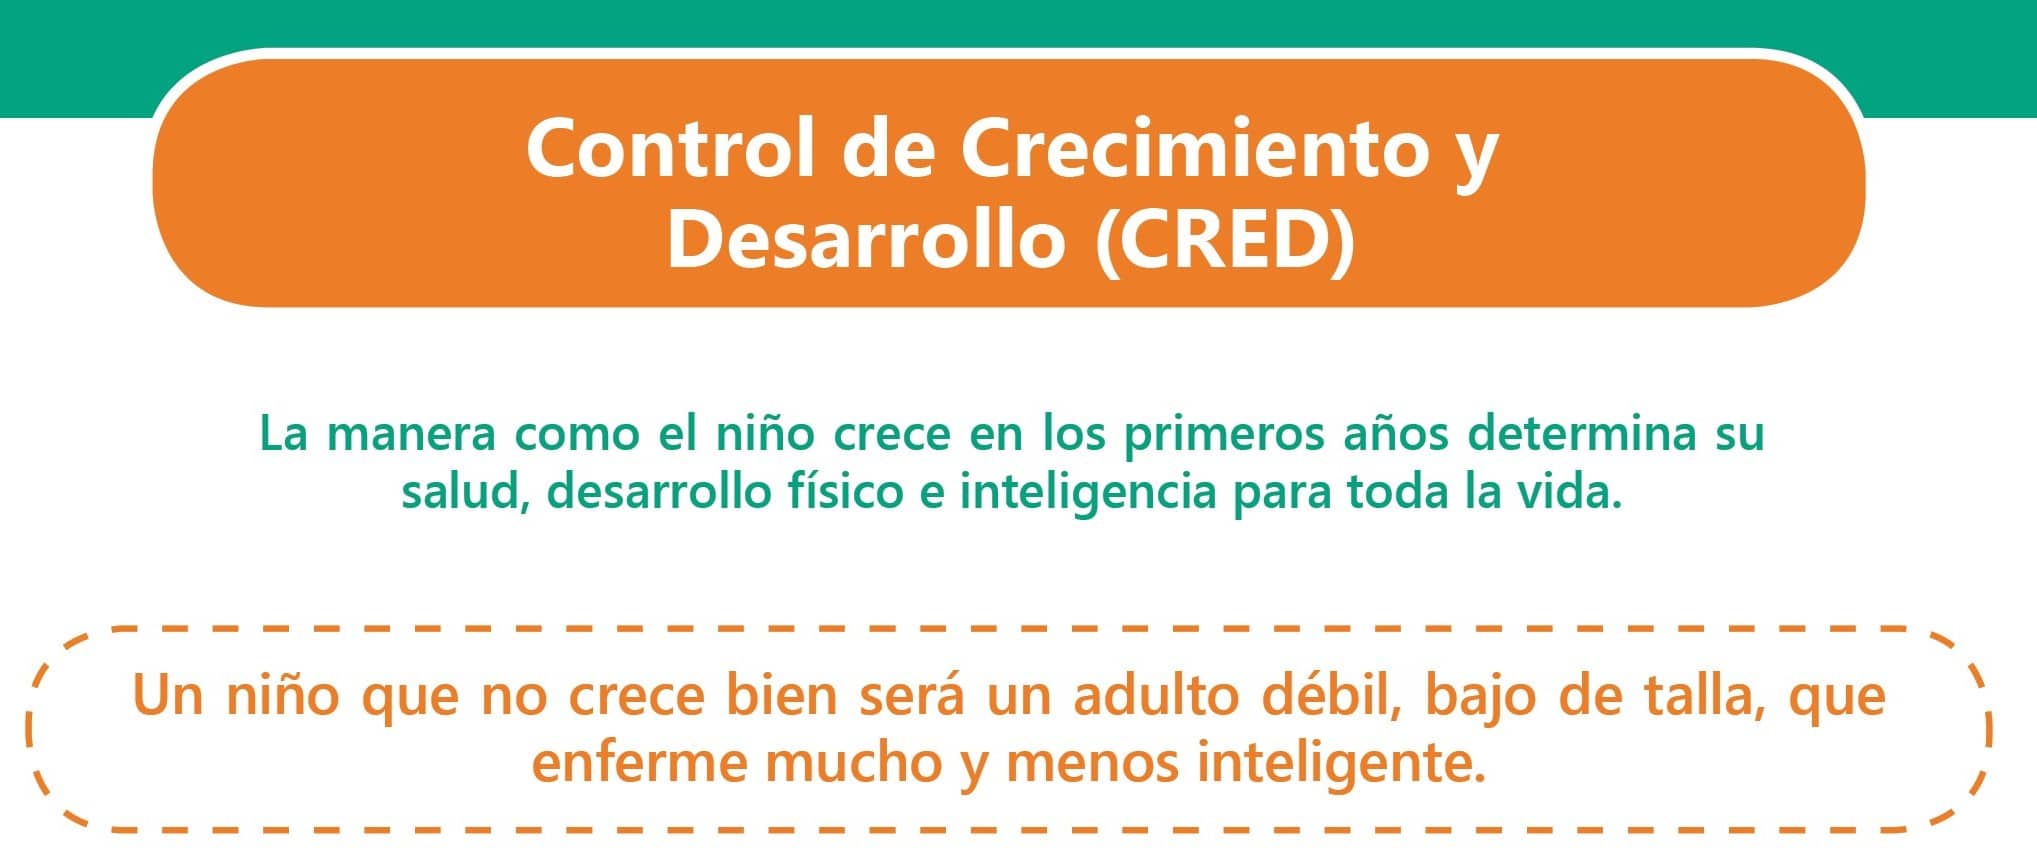 Control de Crecimiento y
Desarrollo (CRED)
La manera como el niño crece en los primeros años determina su
salud, desarrollo físico e inteligencia para toda la vida.
Un niño que no crece bien será un adulto débil, bajo de talla, que
enferme mucho y menos inteligente.